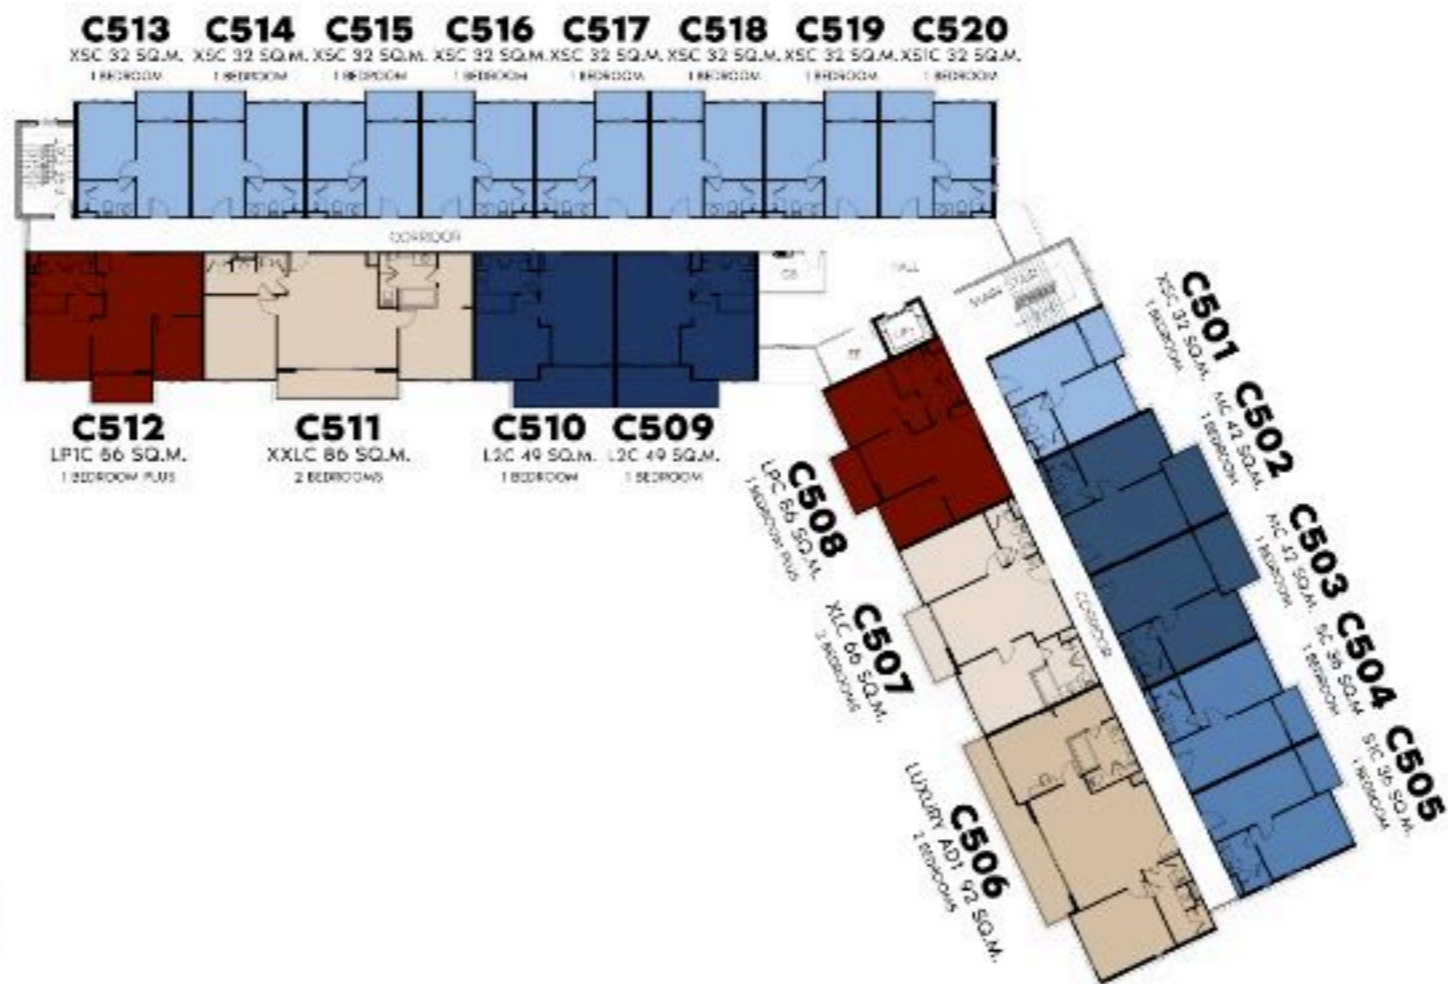 C513
XSC 32 SQ.M.
1 BEDROOM
C514
XSC 32 SQ.M.
1 BEDROOM
C515
XSC 32 SQ.M.
1 BEDROOM
C516
XSC 32 SQ.M.
1 BEDROOM
C517
XSC 32 SQ.M.
1 BEDROOM
C518
XSC 32 SQ.M.
1 BEDROOM
C519
XSC 32 SQ.M.
1 BEDROOM
C520
XS1C 32 SQ.M.
1 BEDROOM
CORRIDOR
HALL
MAIN STAIR
C512
LP1C 66 SQ.M.
1 BEDROOM PLUS
C511
XXLC 86 SQ.M.
2 BEDROOMS
C510
L2C 49 SQ.M.
1 BEDROOM
C509
L2C 49 SQ.M.
1 BEDROOM
C501
XSC 32 SQ.M.
1 BEDROOM
C502
MC 42 SQ.M.
1 BEDROOM
C503
MC 42 SQ.M.
1 BEDROOM
C504
SC 36 SQ.M.
1 BEDROOM
C505
S1C 36 SQ.M.
1 BEDROOM
CORRIDOR
C508
LPC 66 SQ.M.
1 BEDROOM PLUS
C507
XLC 66 SQ.M.
2 BEDROOMS
C506
LUXURY AD1 92 SQ.M.
2 BEDROOMS